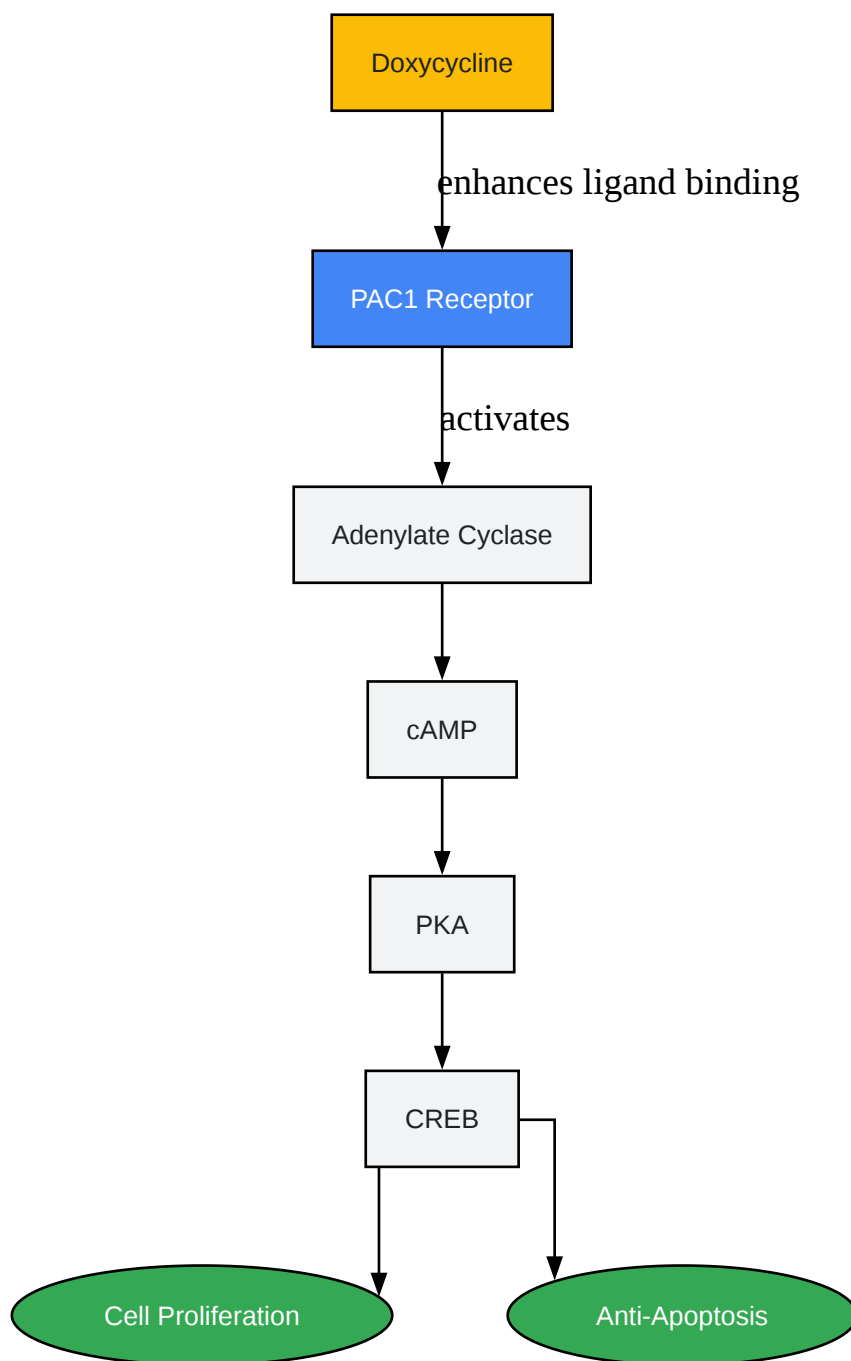 Doxycycline
enhances ligand binding
PAC1 Receptor
activates
Adenylate Cyclase
cAMP
PKA
CREB
Cell Proliferation
Anti-Apoptosis